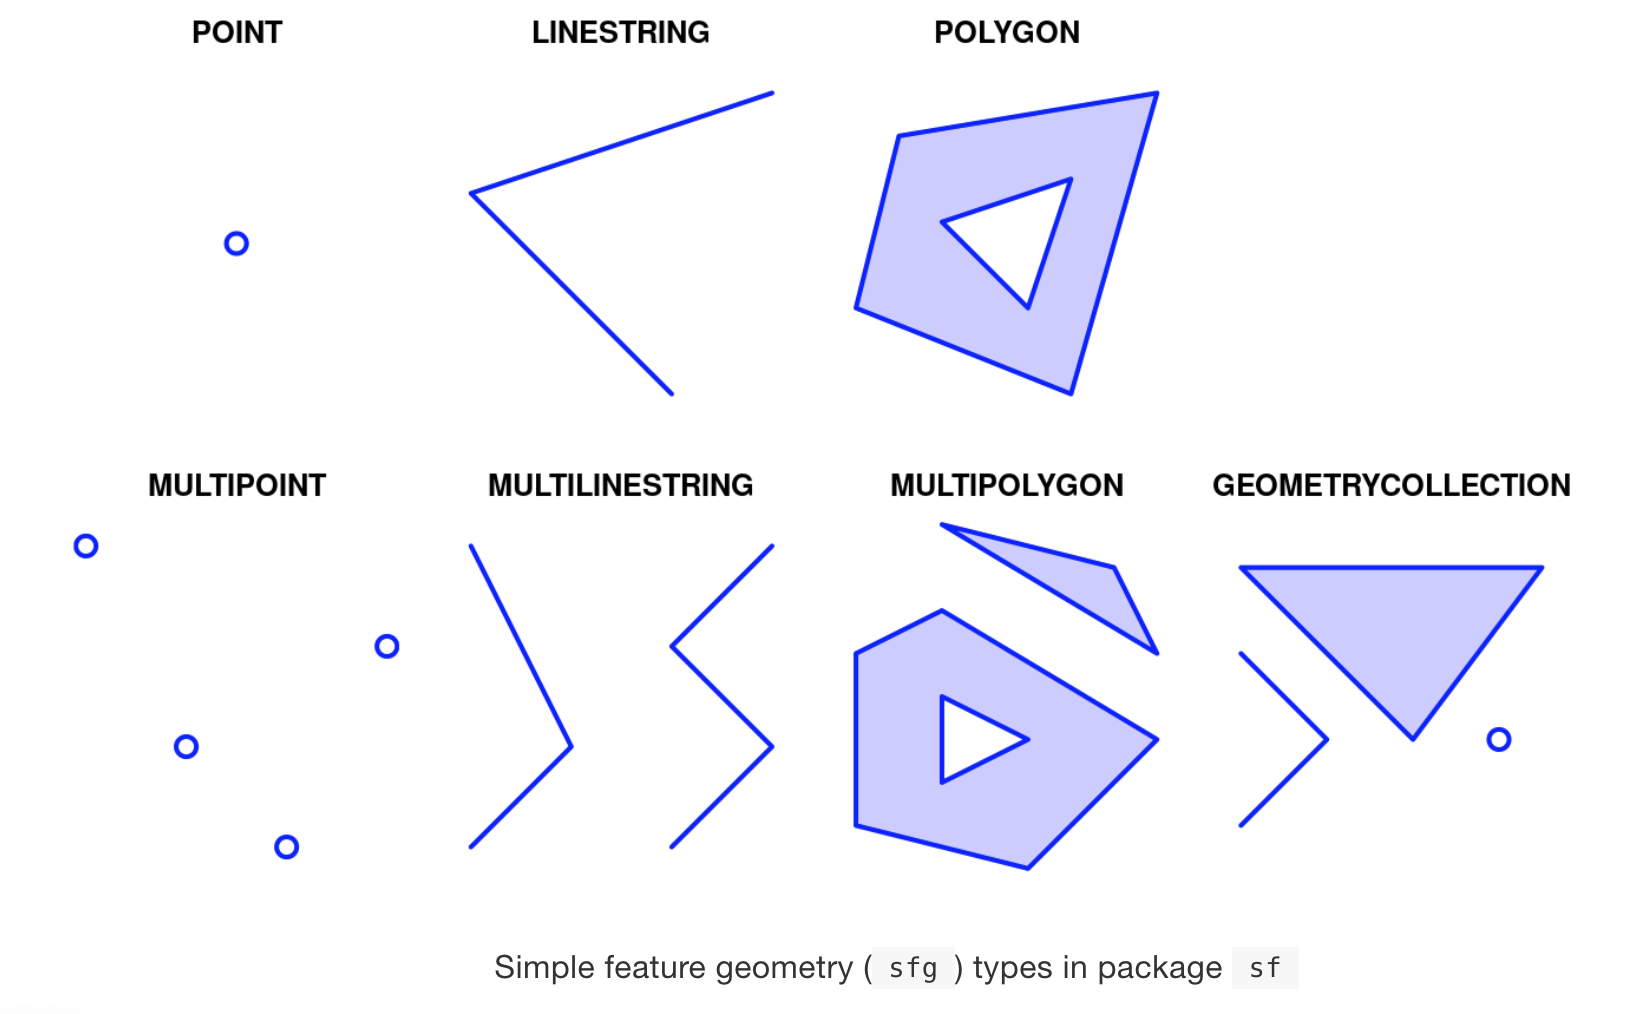 POINT LINESTRING POLYGON
MULTIPOINT MULTILINESTRING MULTIPOLYGON GEOMETRYCOLLECTION
Simple feature geometry ( sfg ) types in package sf